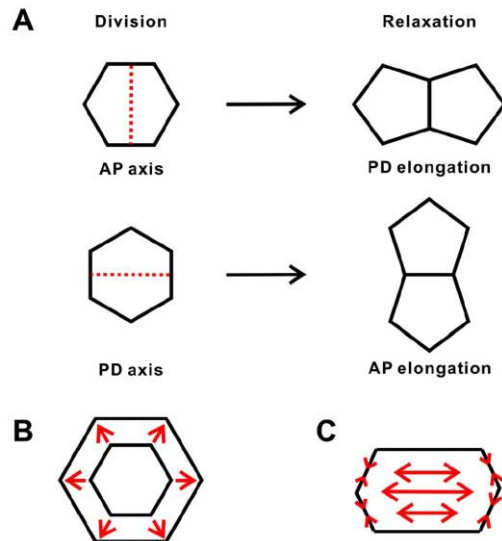 A
Division
Relaxation
AP axis
PD elongation
PD axis
AP elongation
B
C